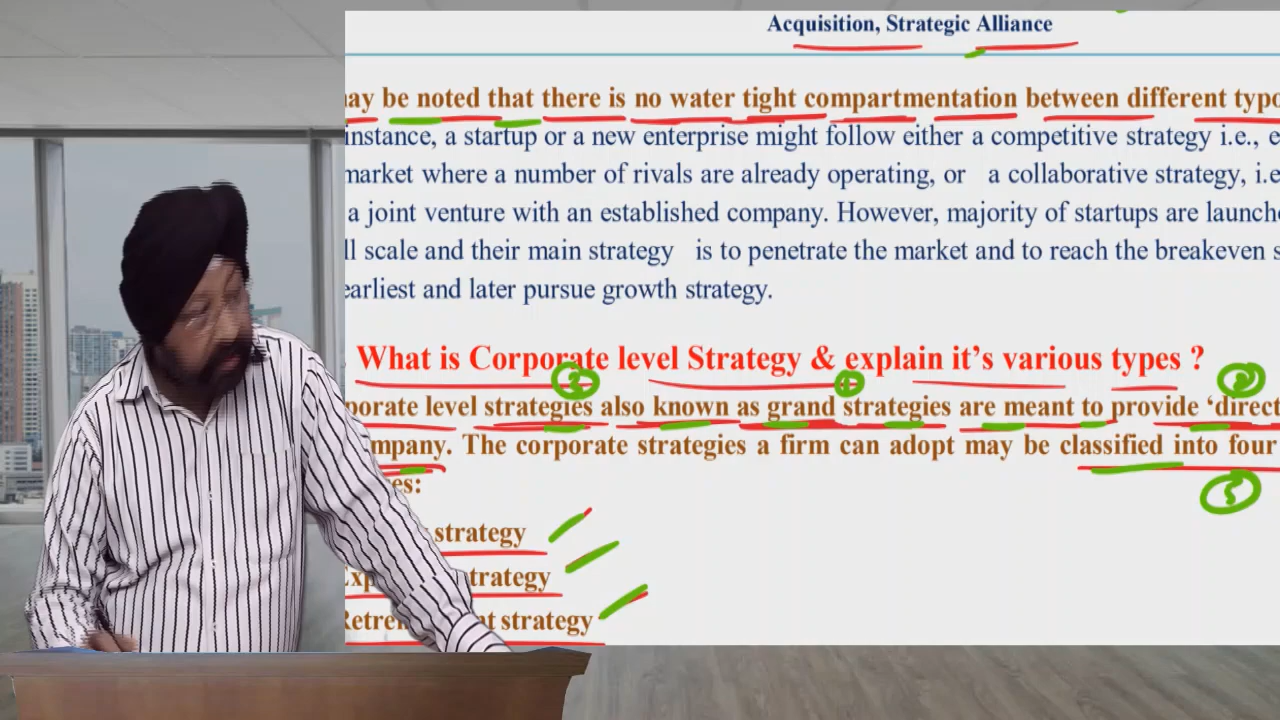 Acquisition, Strategic Alliance
may be noted that there is no water tight compartmentation between different typo
instance, a startup or a new enterprise might follow either a competitive strategy i.e., e
market where a number of rivals are already operating, or a collaborative strategy, i.e
a joint venture with an established company. However, majority of startups are launche
ll scale and their main strategy is to penetrate the market and to reach the breakeven s
earliest and later pursue growth strategy.
What is Corporate level Strategy & explain it's various types ?
porate level strategies also known as grand strategies are meant to provide 'direct
mpany. The corporate strategies a firm can adopt may be classified into four
es:
strategy
strategy
strategy